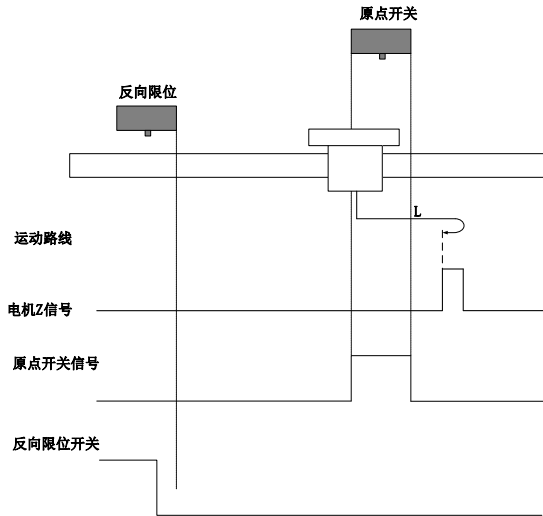 原点开关
反向限位
L
运动路线
电机Z信号
原点开关信号
反向限位开关